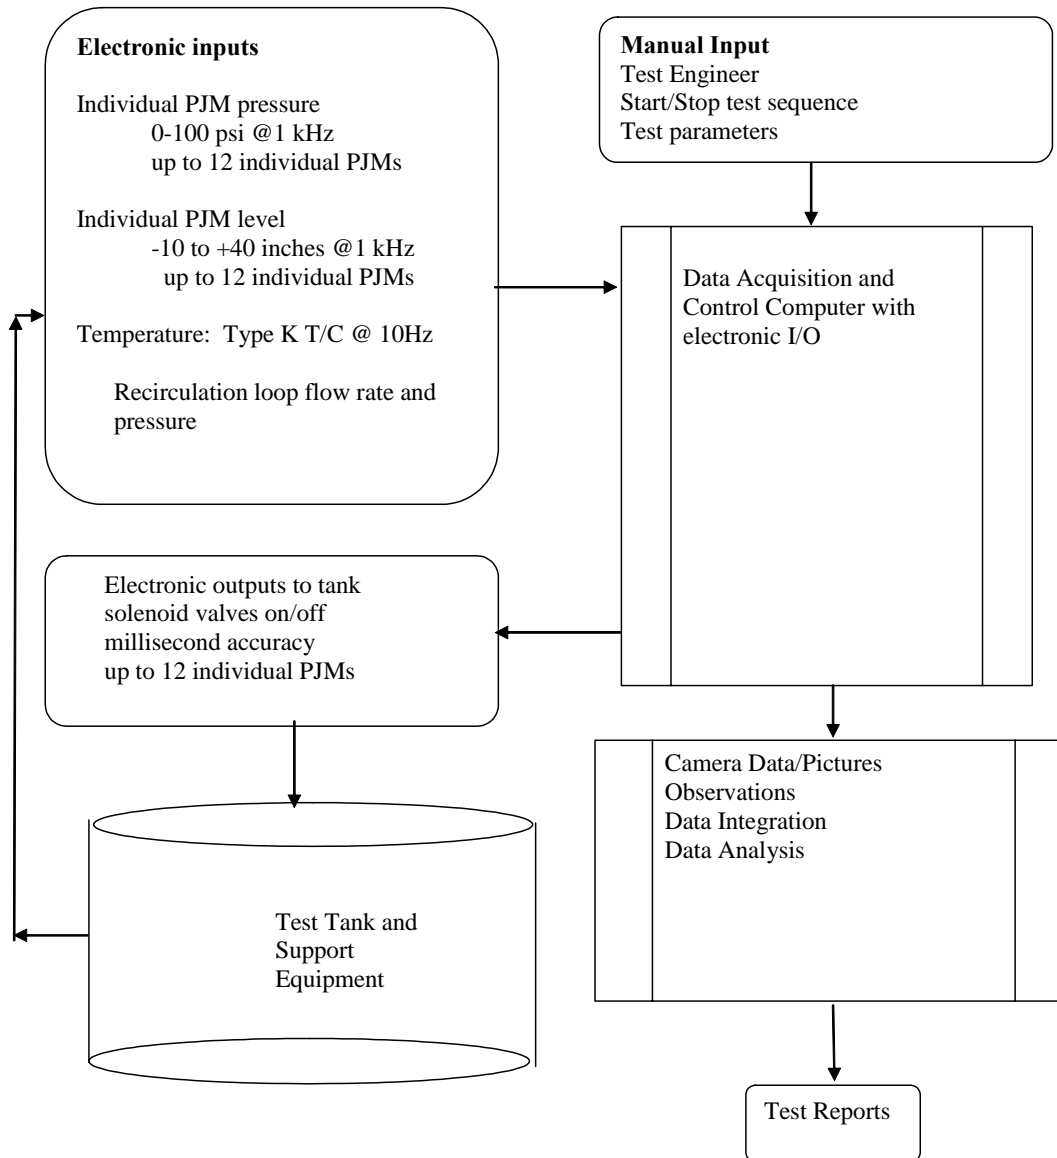 Electronic inputs
Individual PJM pressure
0-100 psi @1 kHz
up to 12 individual PJMs
Individual PJM level
-10 to +40 inches @1 kHz
up to 12 individual PJMs
Temperature:  Type K T/C @ 10Hz
Recirculation loop flow rate and
pressure
Manual Input
Test Engineer
Start/Stop test sequence
Test parameters
Data Acquisition and
Control Computer with
electronic I/O
Electronic outputs to tank
solenoid valves on/off
millisecond accuracy
up to 12 individual PJMs
Camera Data/Pictures
Observations
Data Integration
Data Analysis
Test Tank and
Support
Equipment
Test Reports